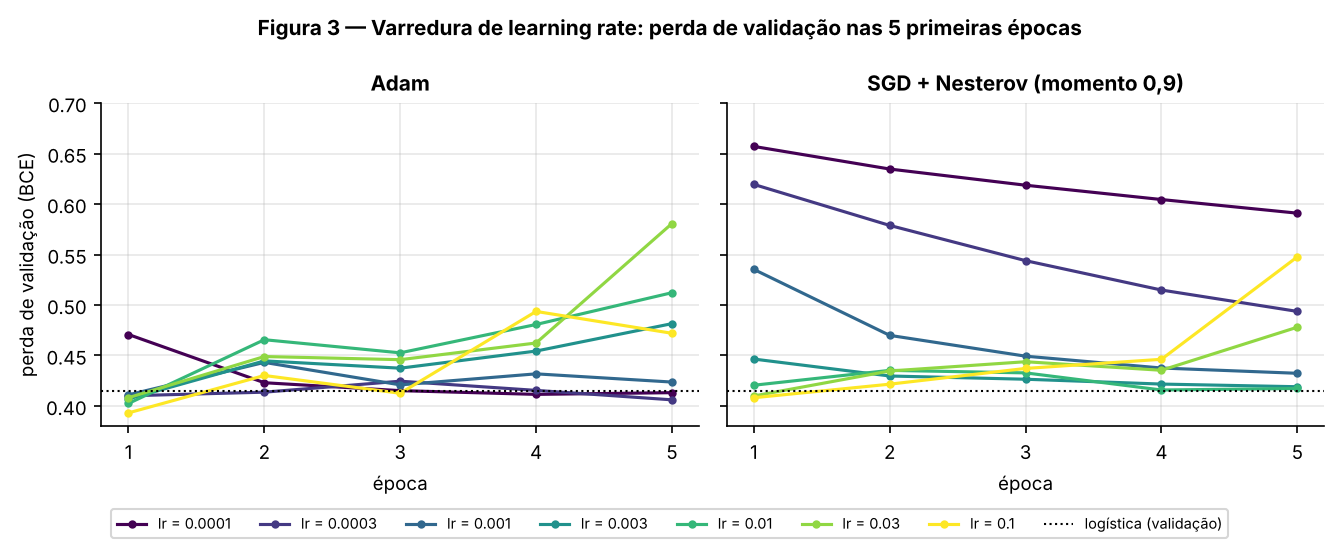 Figura 3 — Varredura de learning rate: perda de validação nas 5 primeiras épocas
Adam
SGD + Nesterov (momento 0,9)
perda de validação (BCE)
0.70
0.65
0.60
0.55
0.50
0.45
0.40
1 2 3 4 5
1 2 3 4 5
época
época
lr = 0.0001
lr = 0.0003
lr = 0.001
lr = 0.003
lr = 0.01
lr = 0.03
lr = 0.1
logística (validação)